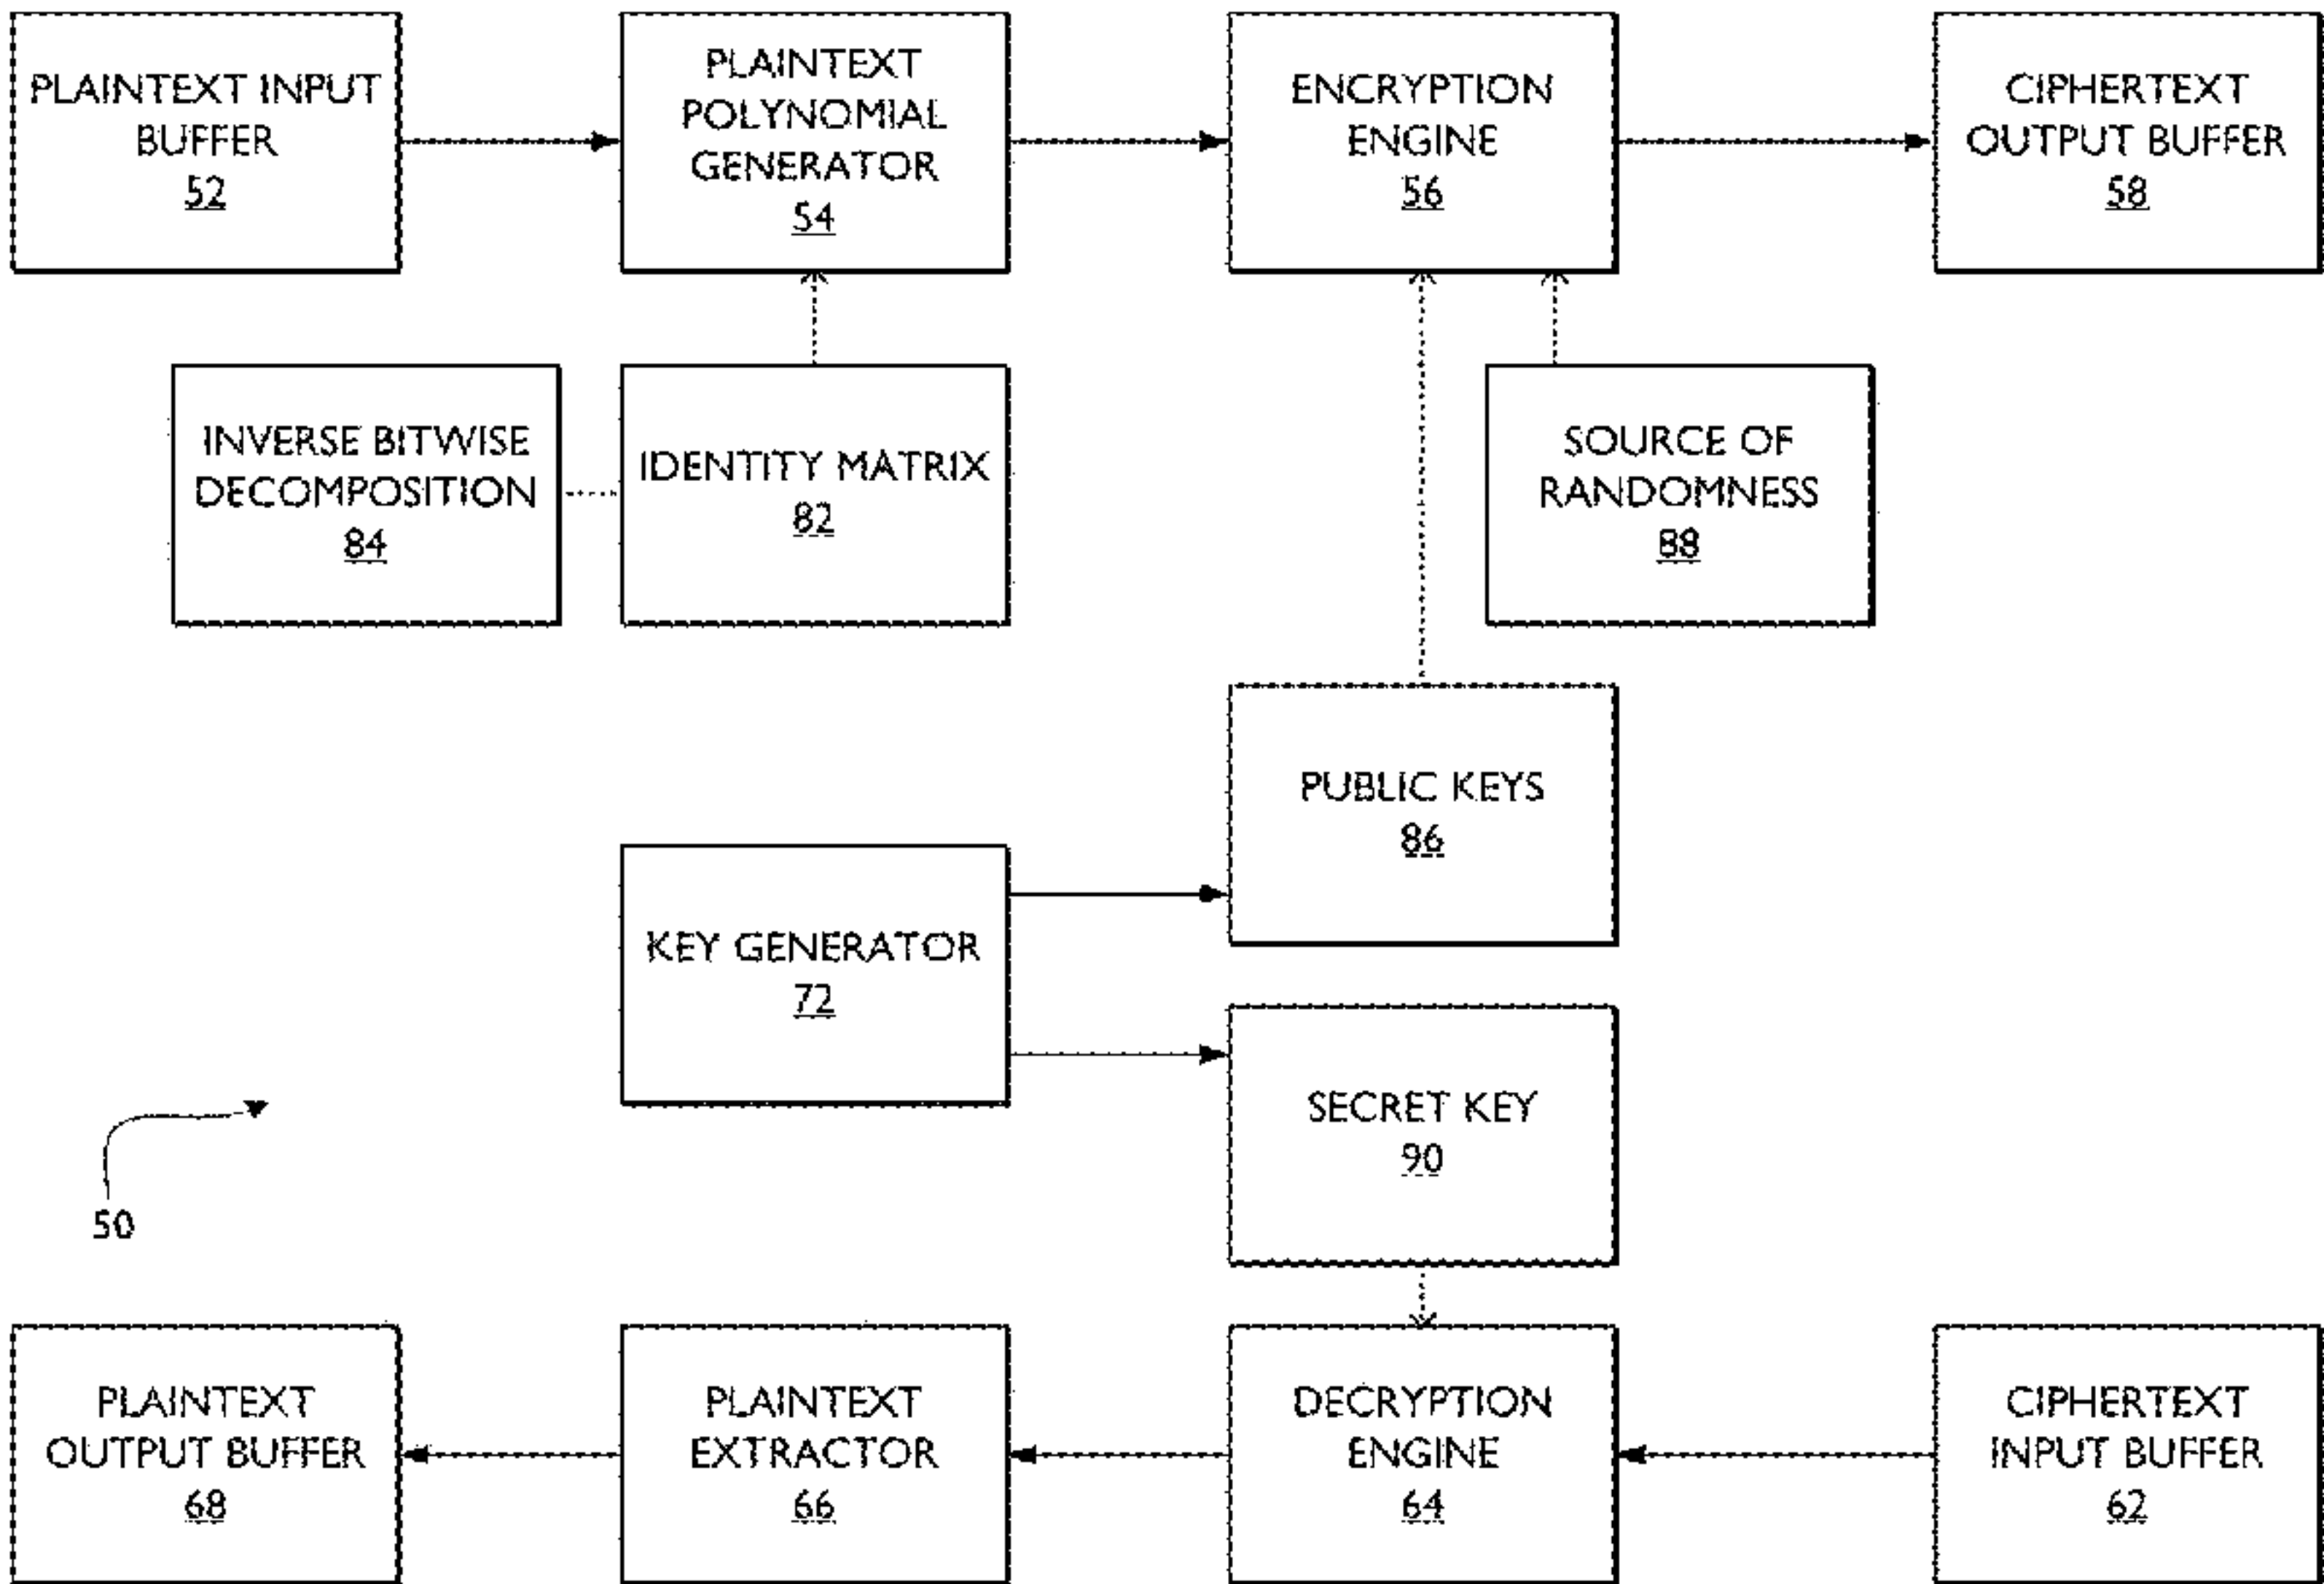 PLAINTEXT INPUT
BUFFER
52
PLAINTEXT
POLYNOMIAL
GENERATOR
54
ENCRYPTION
ENGINE
56
CIPHERTEXT
OUTPUT BUFFER
58
INVERSE BITWISE
DECOMPOSITION
84
IDENTITY MATRIX
82
SOURCE OF
RANDOMNESS
88
PUBLIC KEYS
86
KEY GENERATOR
72
SECRET KEY
90
50
PLAINTEXT
OUTPUT BUFFER
68
PLAINTEXT
EXTRACTOR
66
DECRYPTION
ENGINE
64
CIPHERTEXT
INPUT BUFFER
62